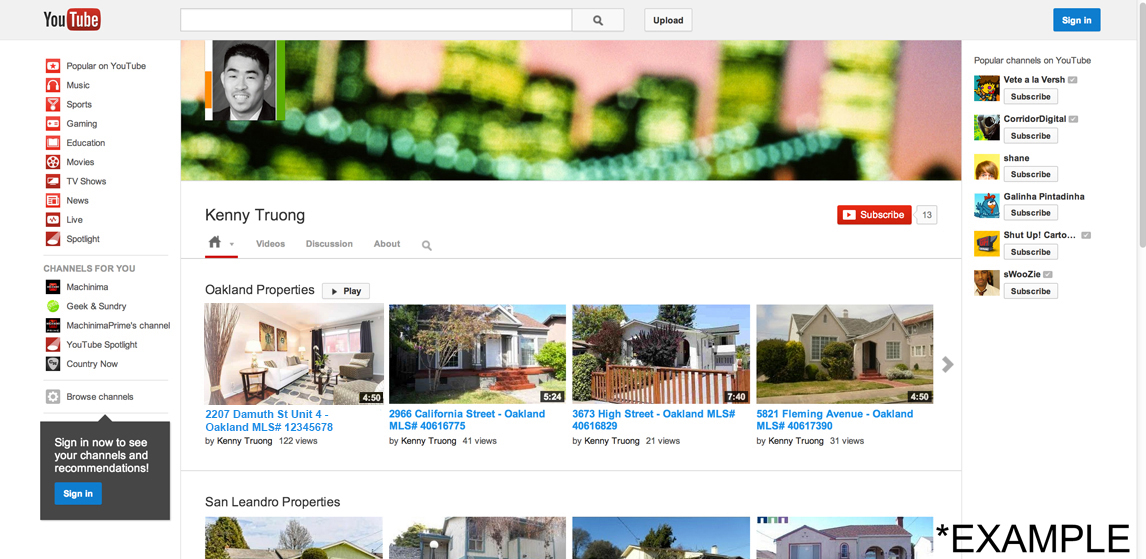 YouTube
Upload
Sign in
Popular on YouTube
Music
Sports
Gaming
Education
Movies
TV Shows
News
Live
Spotlight
CHANNELS FOR YOU
Machinima
Geek & Sundry
MachinimaPrime's channel
YouTube Spotlight
Country Now
Browse channels
Sign in now to see
your channels and
recommendations!
Sign in
Kenny Truong
Subscribe 13
Videos Discussion About
Oakland Properties Play
4:50
5:24
7:40
4:50
2207 Damuth St Unit 4 -
Oakland MLS# 12345678
by Kenny Truong 122 views
2966 California Street - Oakland
MLS# 40616775
by Kenny Truong 41 views
3673 High Street - Oakland MLS#
40616829
by Kenny Truong 21 views
5821 Fleming Avenue - Oakland
MLS# 40617390
by Kenny Truong 31 views
San Leandro Properties
Popular channels on YouTube
Vete a la Versh
Subscribe
CorridorDigital
Subscribe
shane
Subscribe
Galinha Pintadinha
Subscribe
Shut Up! Carto...
Subscribe
sWooZie
Subscribe
*EXAMPLE